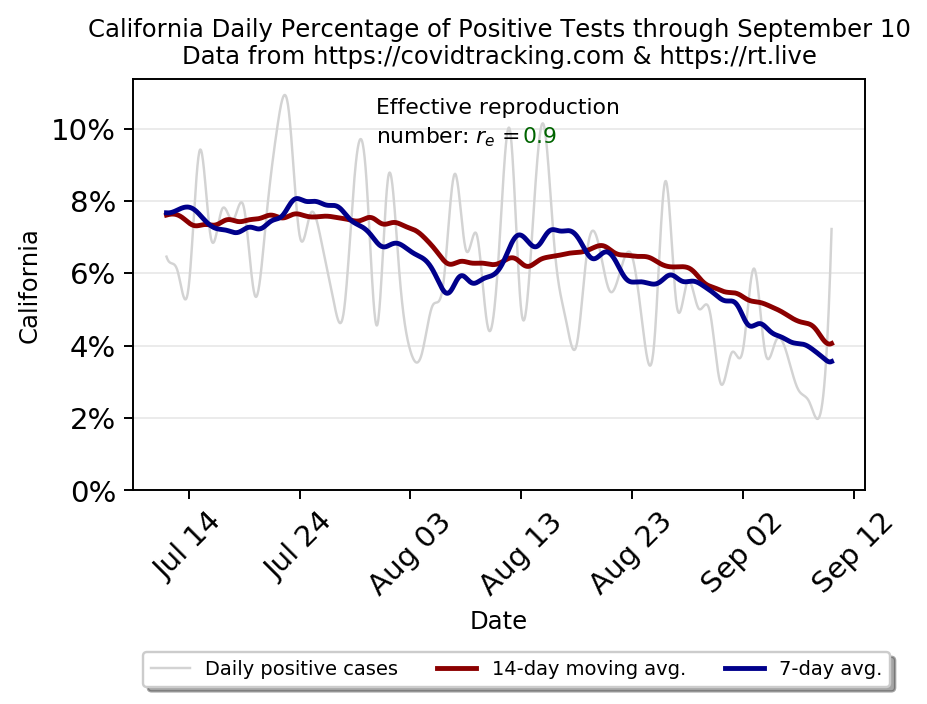 California Daily Percentage of Positive Tests through September 10
Data from https://covidtracking.com & https://rt.live
Effective reproduction
number: rₑ =0.9
10%
8%
6%
4%
2%
0%
California
Jul 14
Jul 24
Aug 03
Aug 13
Aug 23
Sep 02
Sep 12
Date
Daily positive cases
14-day moving avg.
7-day avg.